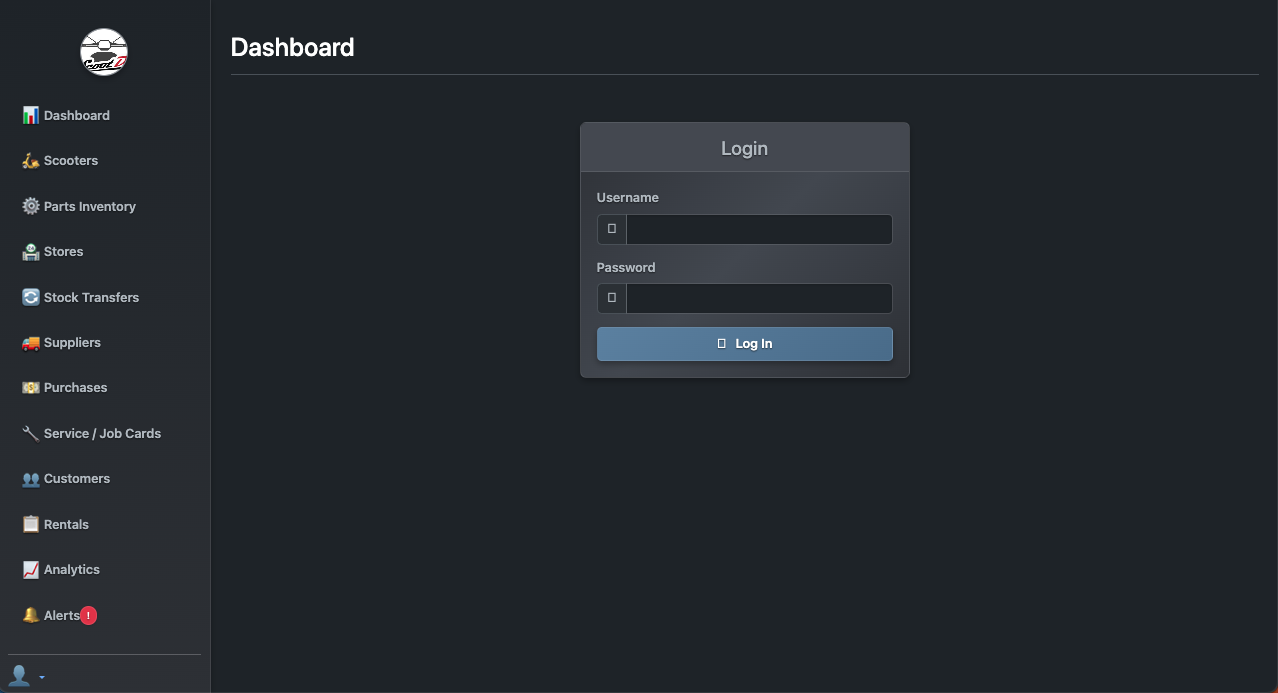 Scoot D
Dashboard
Scooters
Parts Inventory
Stores
Stock Transfers
Suppliers
Purchases
Service / Job Cards
Customers
Rentals
Analytics
Alerts !
Dashboard
Login
Username
Password
Log In